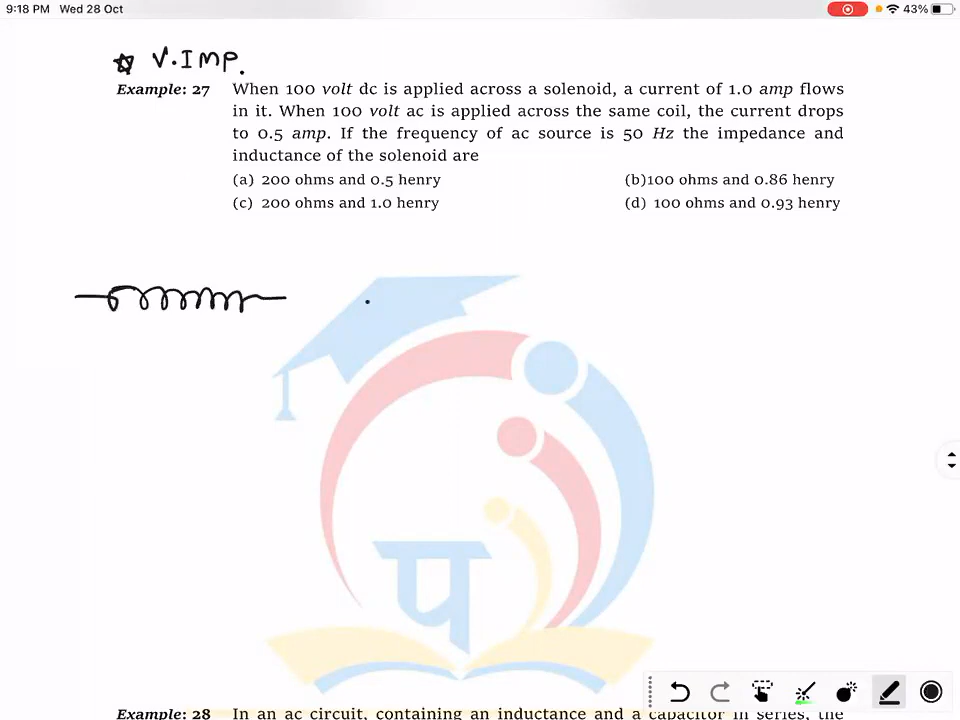 9:18 PM Wed 28 Oct 43%
V. Imp.
Example: 27 When 100 volt dc is applied across a solenoid, a current of 1.0 amp flows
in it. When 100 volt ac is applied across the same coil, the current drops
to 0.5 amp. If the frequency of ac source is 50 Hz the impedance and
inductance of the solenoid are
(a) 200 ohms and 0.5 henry (b)100 ohms and 0.86 henry
(c) 200 ohms and 1.0 henry (d) 100 ohms and 0.93 henry
प
Example: 28 In an ac circuit, containing an inductance and a capacitor in series, the